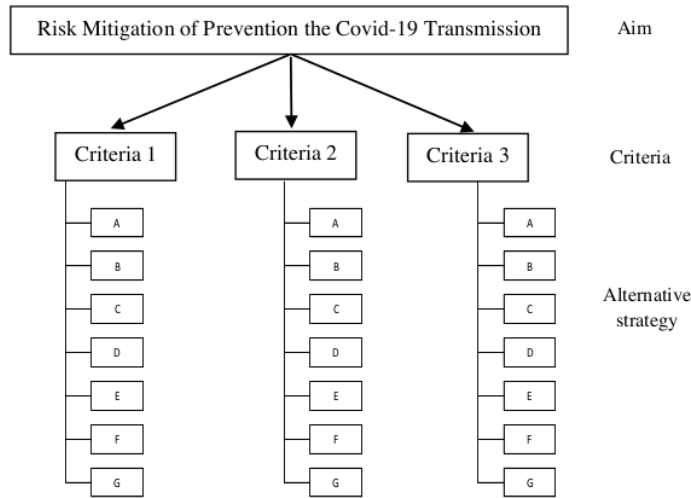 Risk Mitigation of Prevention the Covid-19 Transmission
Aim
Criteria 1
Criteria 2
Criteria 3
Criteria
A
A
A
B
B
B
C
C
C
Alternative
strategy
D
D
D
E
E
E
F
F
F
G
G
G